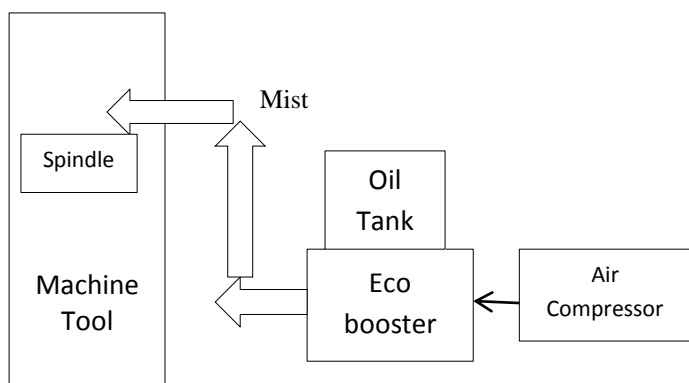 Mist
Spindle
Oil
Tank
Machine
Tool
Eco
booster
Air
Compressor